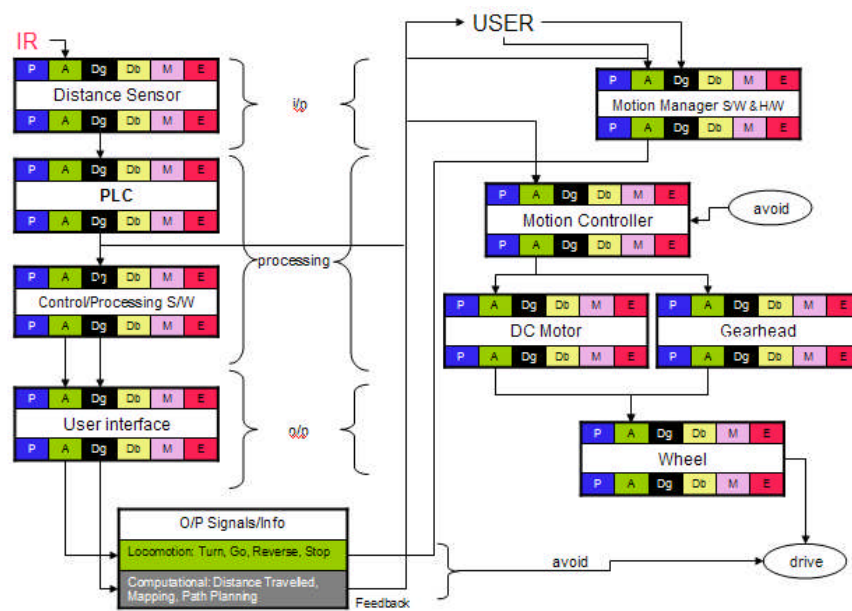 IR
P A Dg Db M E
Distance Sensor
P A Dg Db M E
P A Dg Db M E
PLC
P A Dg Db M E
P A Dg Db M E
Control/Processing S/W
P A Dg Db M E
P A Dg Db M E
User interface
P A Dg Db M E
O/P Signals/Info
Locomotion: Turn, Go, Reverse, Stop
Computational: Distance Travelled,
Mapping, Path Planning
Feedback
i/p
processing
o/p
USER
P A Dg Db M E
Motion Manager S/W & H/W
P A Dg Db M E
P A Dg Db M E
Motion Controller
P A Dg Db M E
avoid
P A Dg Db M E
DC Motor
P A Dg Db M E
P A Dg Db M E
Gearhead
P A Dg Db M E
P A Dg Db M E
Wheel
P A Dg Db M E
avoid
drive